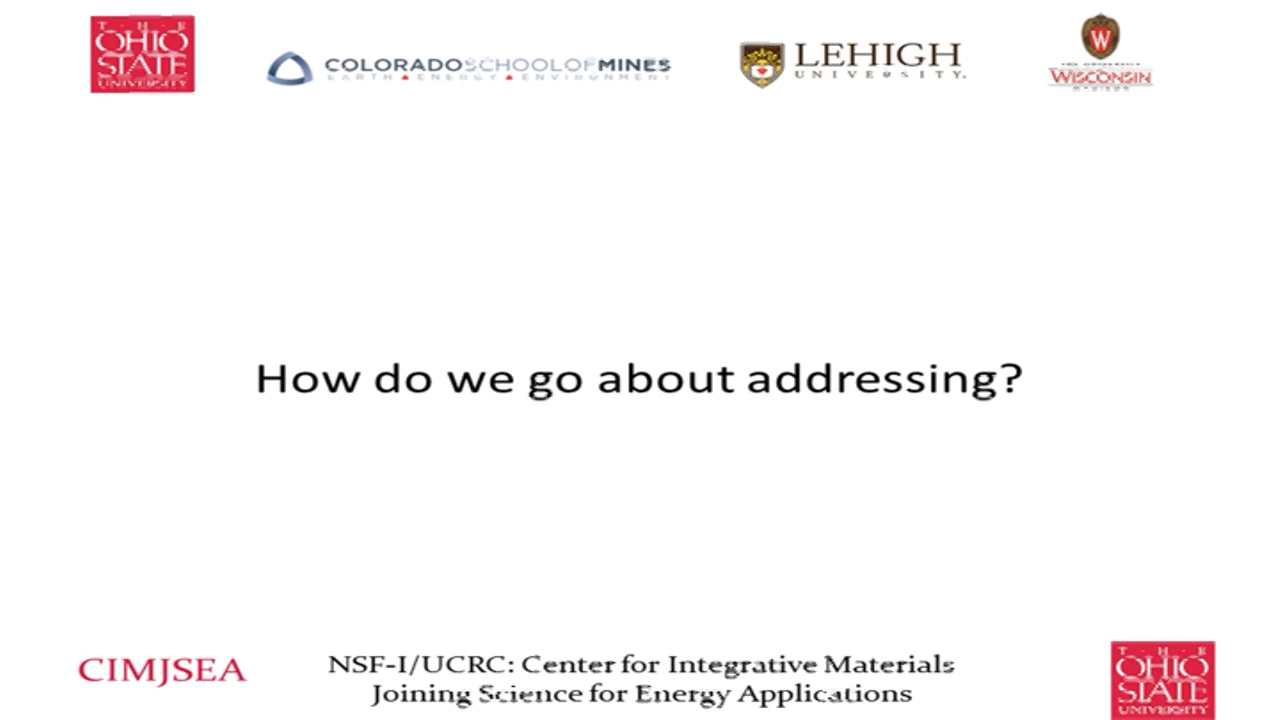 THE
OHIO
STATE
UNIVERSITY
COLORADOSCHOOLOFMINES
EARTH ENERGY ENVIRONMENT
LEHIGH
UNIVERSITY.
W
WISCONSIN
MADISON
How do we go about addressing?
CIMJSEA
NSF-I/UCRC: Center for Integrative Materials
Joining Science for Energy Applications
THE
OHIO
STATE
UNIVERSITY